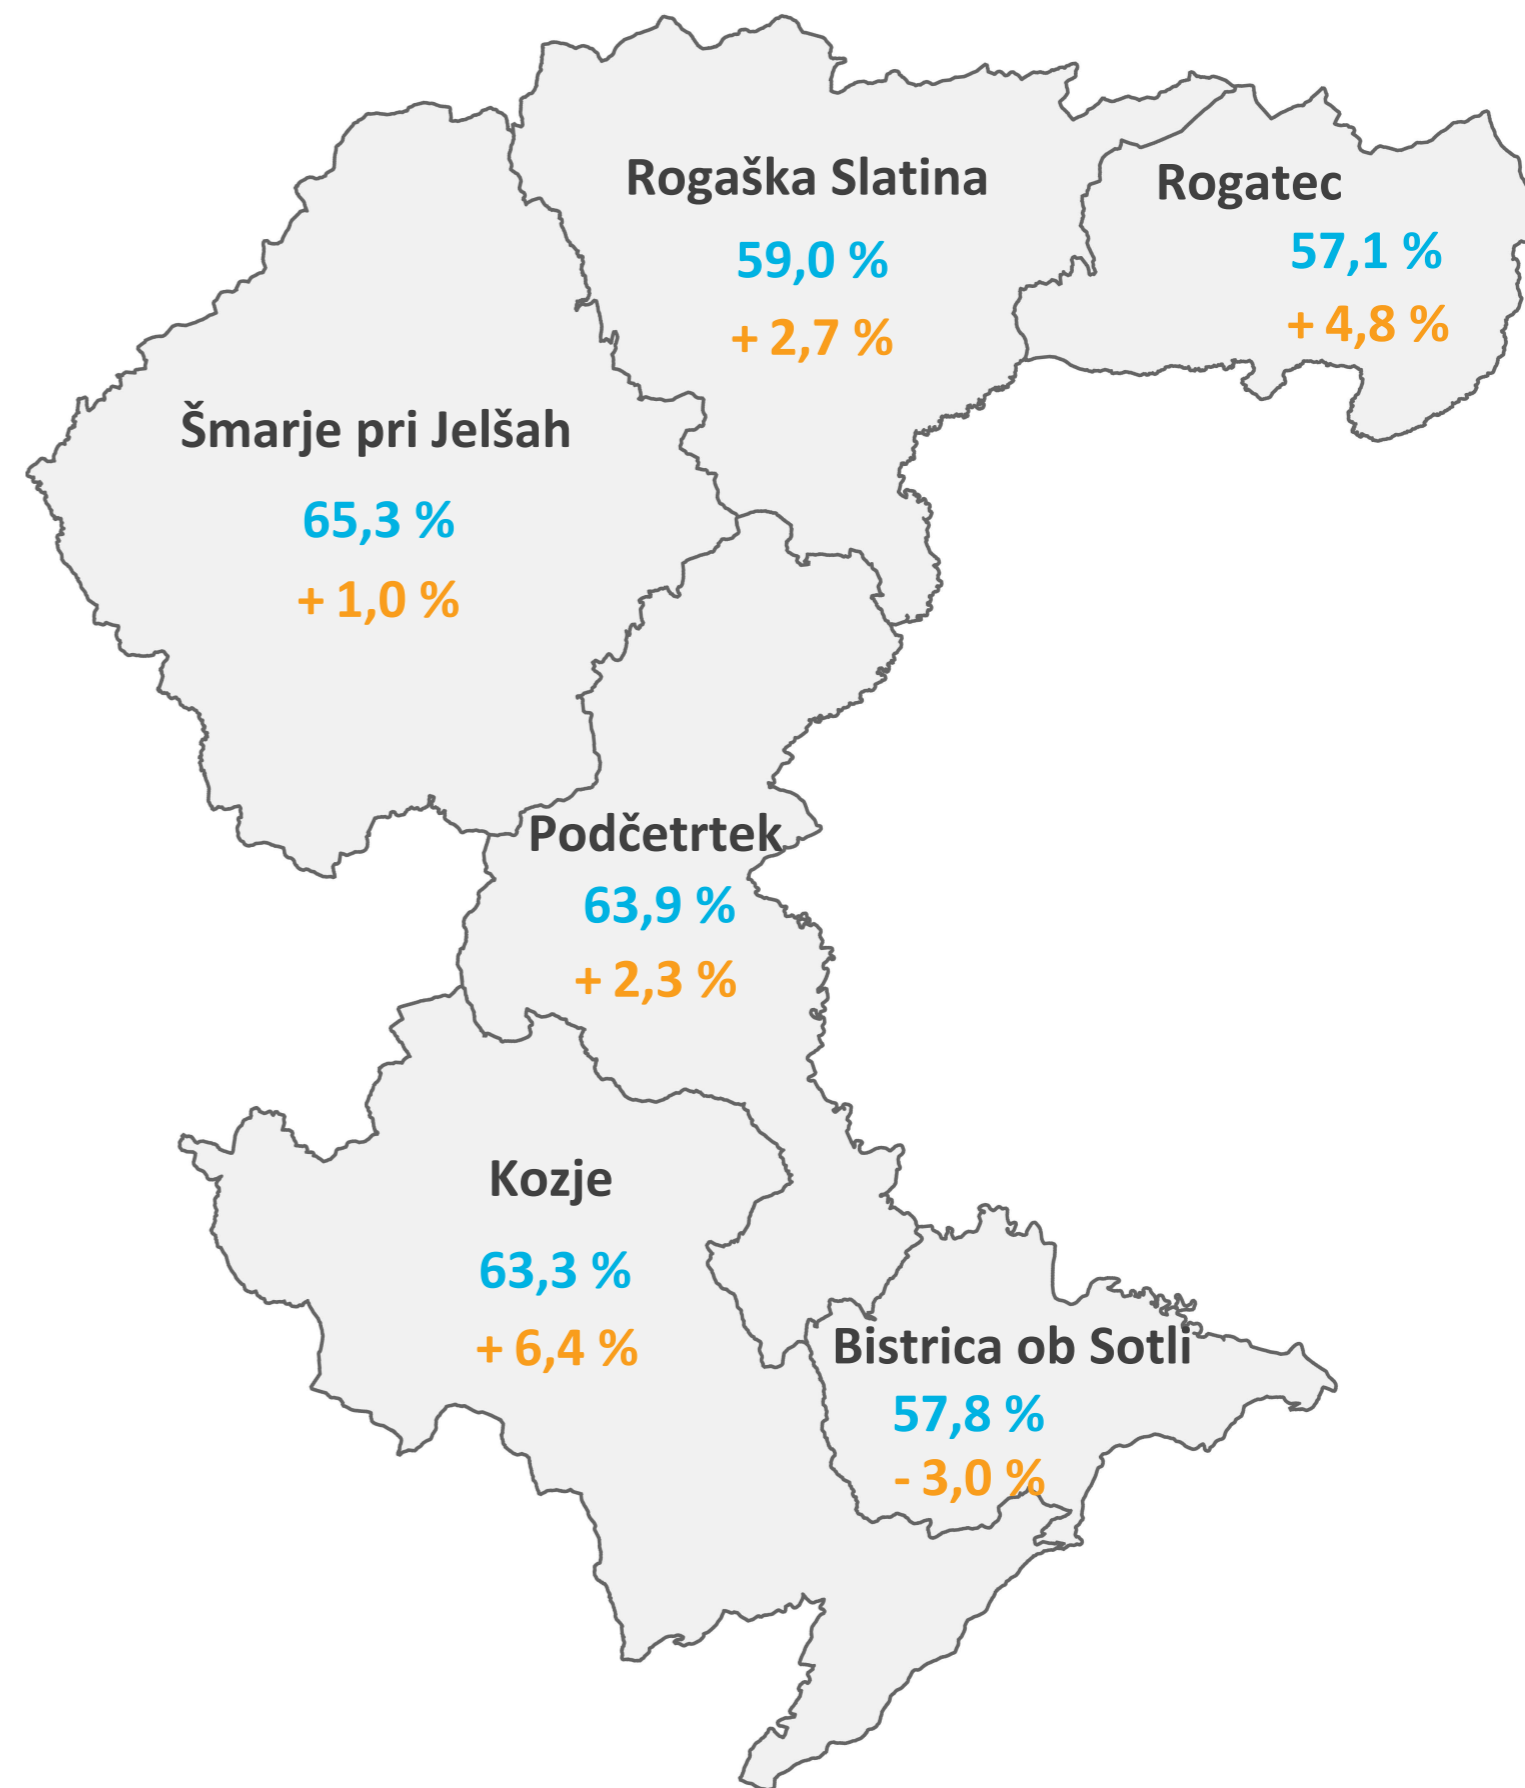 Rogaška Slatina
59,0 %
+ 2,7 %
Rogatec
57,1 %
+ 4,8 %
Šmarje pri Jelšah
65,3 %
+ 1,0 %
Podčetrtek
63,9 %
+ 2,3 %
Kozje
63,3 %
+ 6,4 %
Bistrica ob Sotli
57,8 %
- 3,0 %